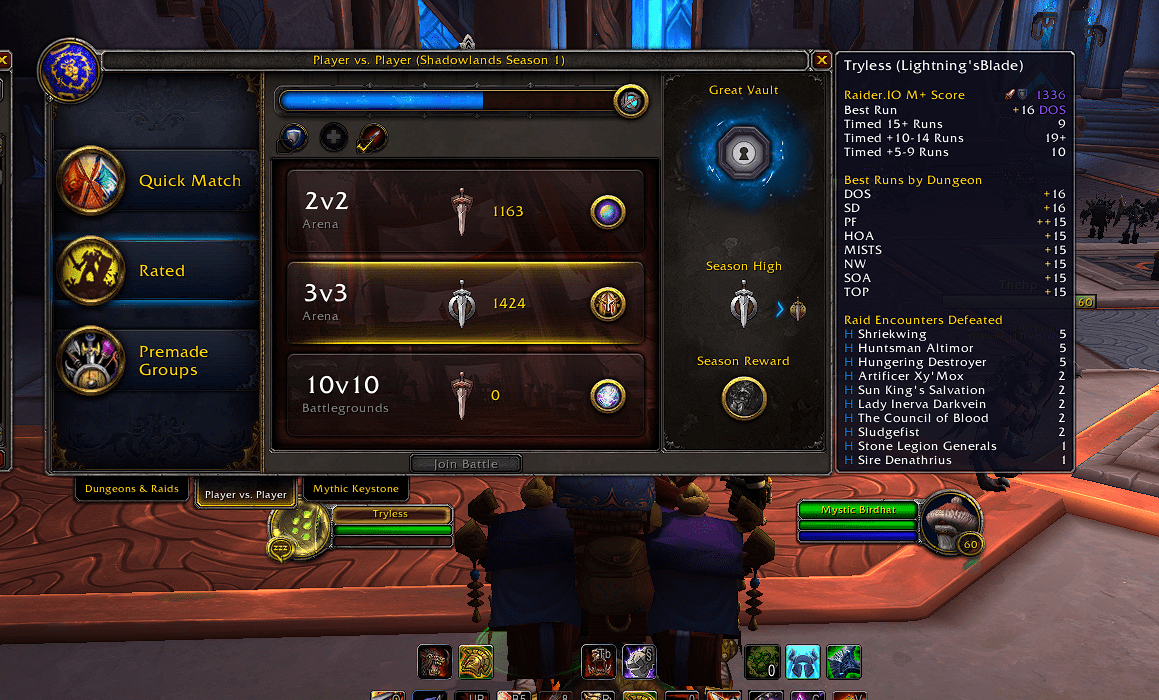 Player vs. Player (Shadowlands Season 1)
Quick Match
Rated
Premade
Groups
2v2
Arena
1163
3v3
Arena
1424
10v10
Battlegrounds
0
Join Battle
Great Vault
Season High
Season Reward
Dungeons & Raids
Player vs. Player
Mythic Keystone
Tryless (Lightning'sBlade)
Raider.IO M+ Score 1336
Best Run +16 DOS
Timed 15+ Runs 9
Timed +10-14 Runs 19+
Timed +5-9 Runs 10
Best Runs by Dungeon
DOS +16
SD +16
PF ++15
HOA +15
MISTS +15
NW +15
SOA +15
TOP +15
Raid Encounters Defeated
H Shriekwing 5
H Huntsman Altimor 5
H Hungering Destroyer 5
H Artificer Xy'Mox 2
H Sun King's Salvation 2
H Lady Inerva Darkvein 2
H The Council of Blood 2
H Sludgefist 2
H Stone Legion Generals 1
H Sire Denathrius 1
60
Tryless
zzz
Mystic Birdhat
60
Tb
S
0